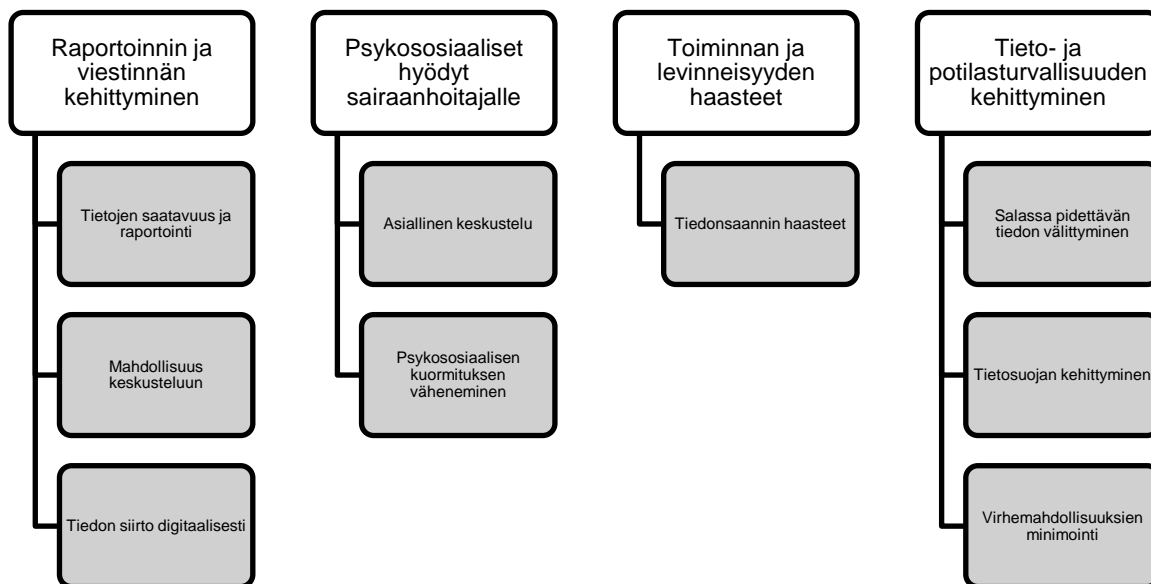 Raportoinnin ja
viestinnän
kehittyminen
Tietojen saatavuus ja
raportointi
Mahdollisuus
keskusteluun
Tiedon siirto digitaalisesti
Psykososiaaliset
hyödyt
sairaanhoitajalle
Asiallinen keskustelu
Psykososiaalisen
kuormituksen
väheneminen
Toiminnan ja
levinneisyyden
haasteet
Tiedonsaannin haasteet
Tieto- ja
potilasturvallisuuden
kehittyminen
Salassa pidettävän
tiedon välittyminen
Tietosuojan kehittyminen
Virhemahdollisuuksien
minimointi